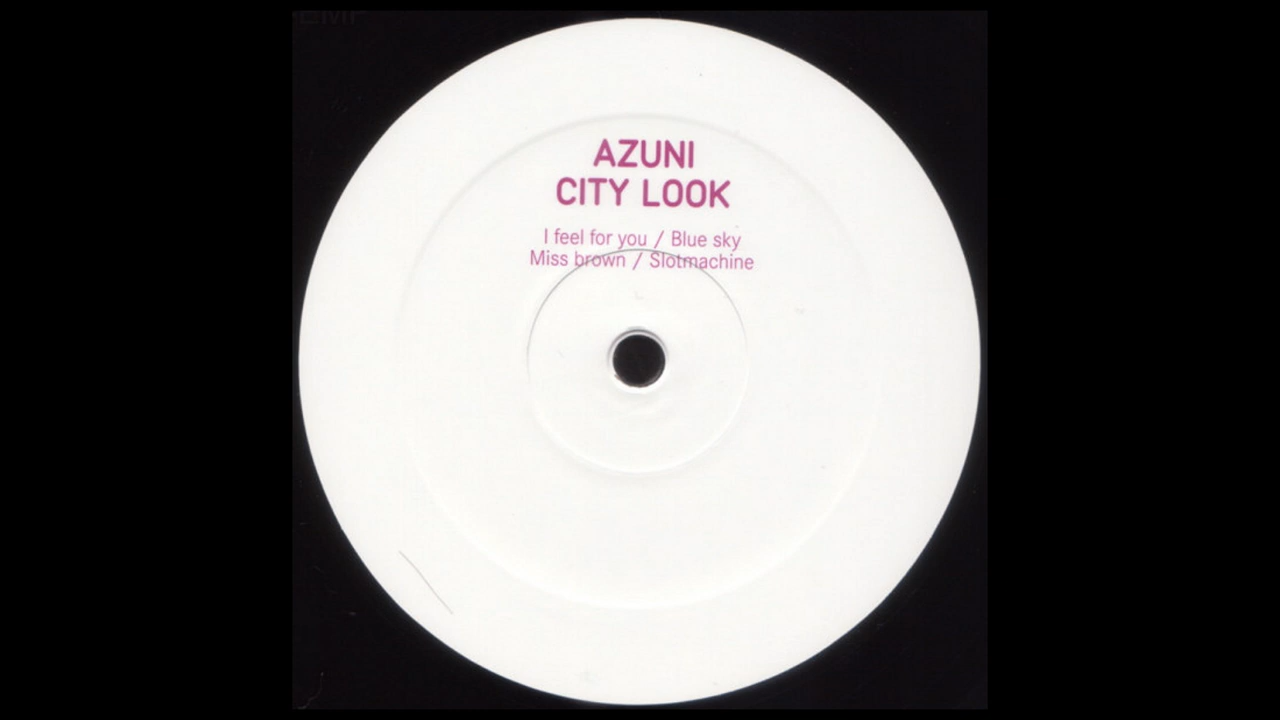 AZUNI
CITY LOOK
I feel for you / Blue sky
Miss brown / Slotmachine